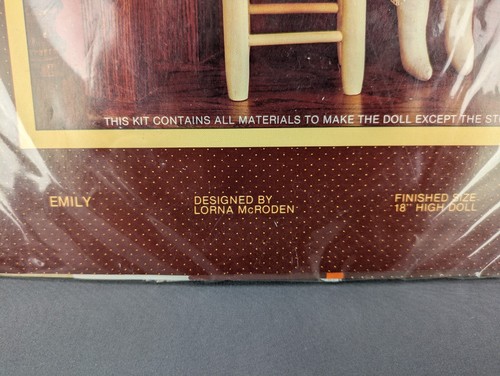 THIS KIT CONTAINS ALL MATERIALS TO MAKE THE DOLL EXCEPT THE
EMILY
DESIGNED BY
LORNA McRODEN
FINISHED SIZE
18" HIGH DOLL